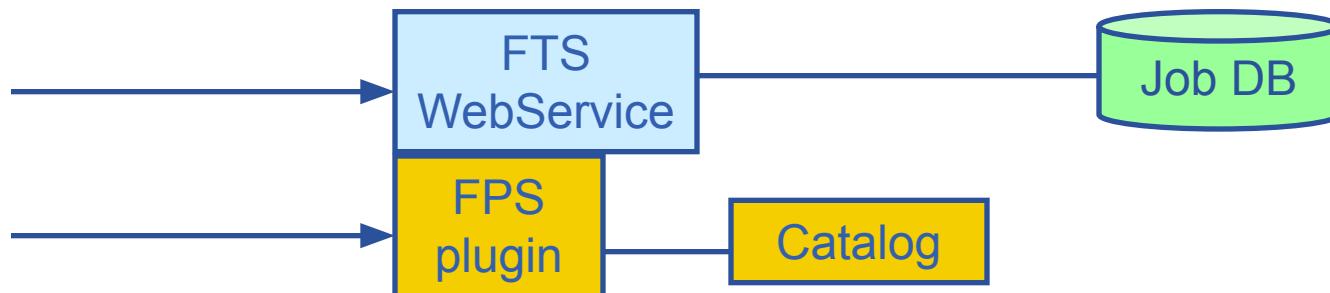 FTS
WebService
Job DB
FPS
plugin
Catalog